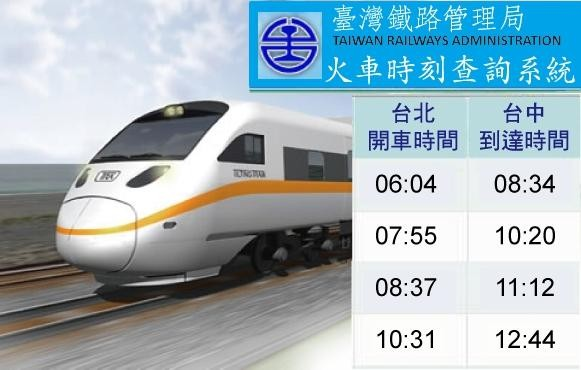 臺灣鐵路管理局
TAIWAN RAILWAYS ADMINISTRATION
火車時刻查詢系統
台北 台中
開車時間 到達時間
06:04 08:34
07:55 10:20
08:37 11:12
10:31 12:44